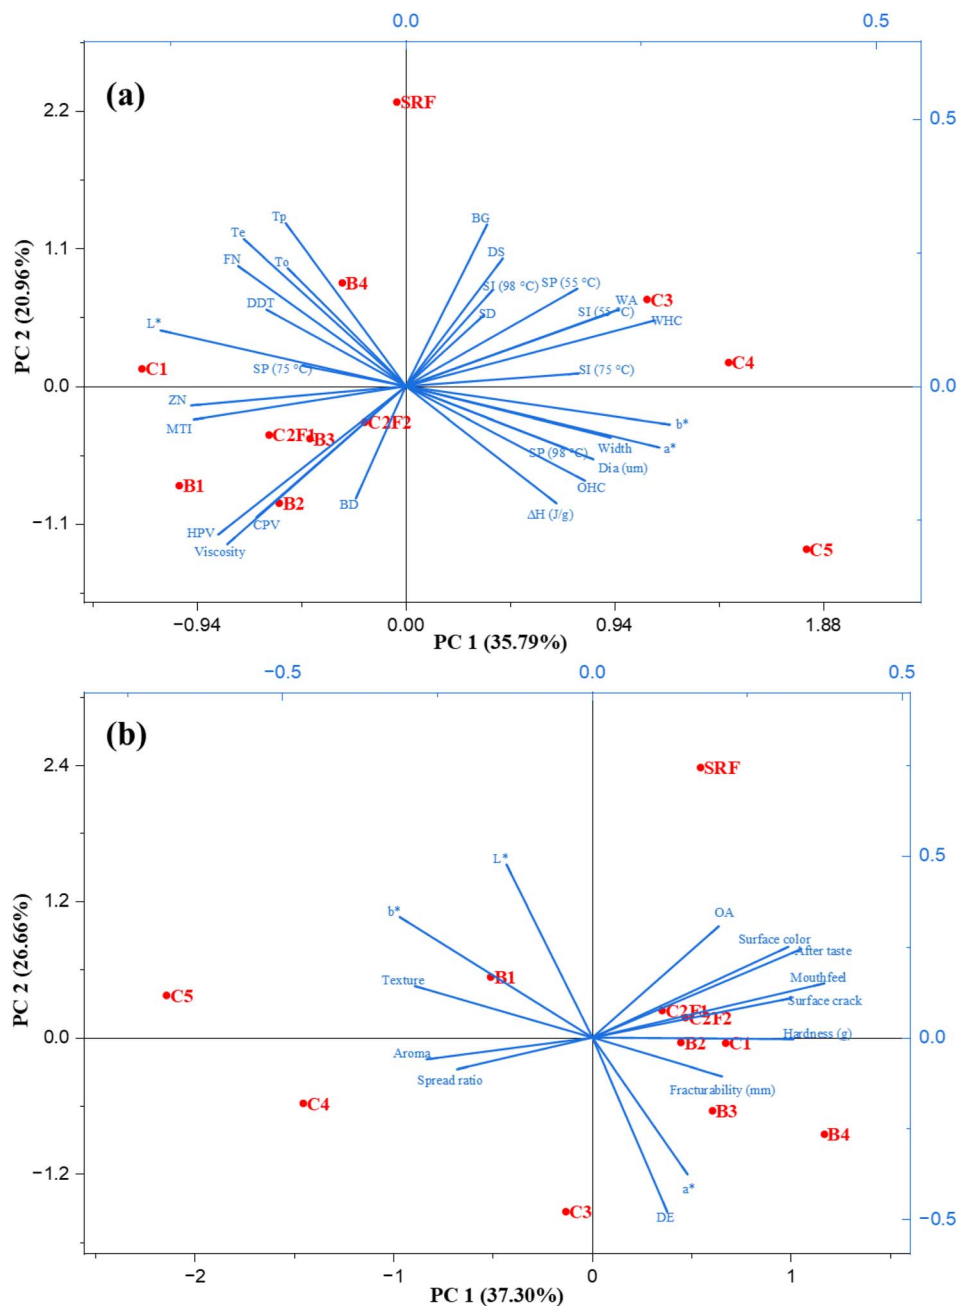 0.0 0.5
(a)
SRF
2.2
0.5
Tp
BG
Te
DS
FN
To
1.1
B4
SP (55 °C)
SI (98 °C)
DDT
WA
C3
SD
SI (55 °C)
WHC
L*
C4
C1
SP (75 °C)
SI (75 °C)
0.0
0.0
ZN
MTI
C2F2
b*
C2F1
B3
Width
a*
SP (98 °C)
Dia (um)
B1
OHC
B2
BD
ΔH (J/g)
CPV
−1.1
HPV
Viscosity
C5
PC 2 (20.96%)
−0.94 0.00 0.94 1.88
PC 1 (35.79%)
−0.5 0.0 0.5
(b)
2.4
SRF
L*
0.5
b*
OA
1.2
Surface color
After taste
B1
Texture
Mouthfeel
C5
Surface crack
C2F1
C2F2
0.0
Hardness (g)
0.0
B2
C1
Aroma
Spread ratio
Fracturability (mm)
C4
B3
B4
−1.2
a*
C3
DE
−0.5
PC 2 (26.66%)
−2 −1 0 1
PC 1 (37.30%)